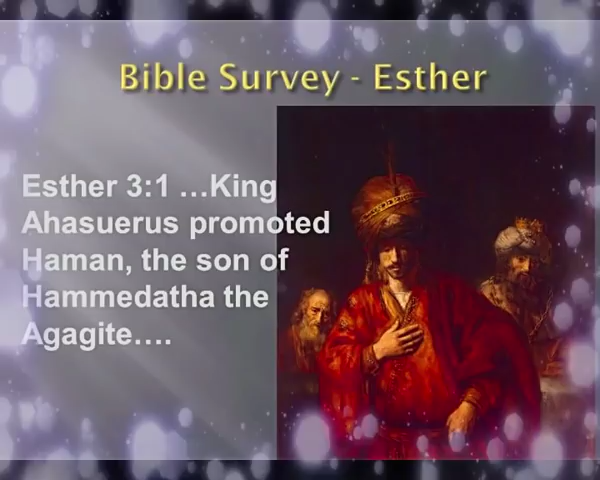 Bible Survey - Esther
Esther 3:1 …King
Ahasuerus promoted
Haman, the son of
Hammedatha the
Agagite….